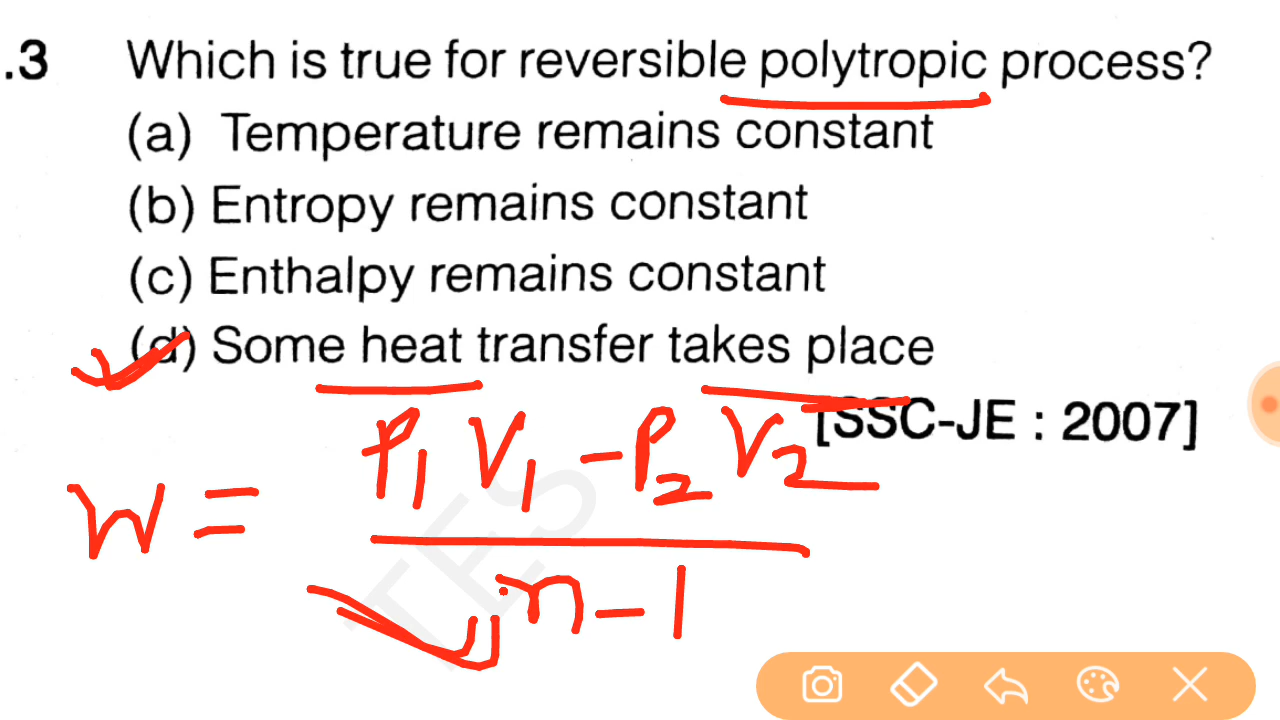 .3 Which is true for reversible polytropic process?
(a) Temperature remains constant
(b) Entropy remains constant
(c) Enthalpy remains constant
(d) Some heat transfer takes place
[SSC-JE : 2007]
W = P₁ V₁ - P₂ V₂
n - 1
TES